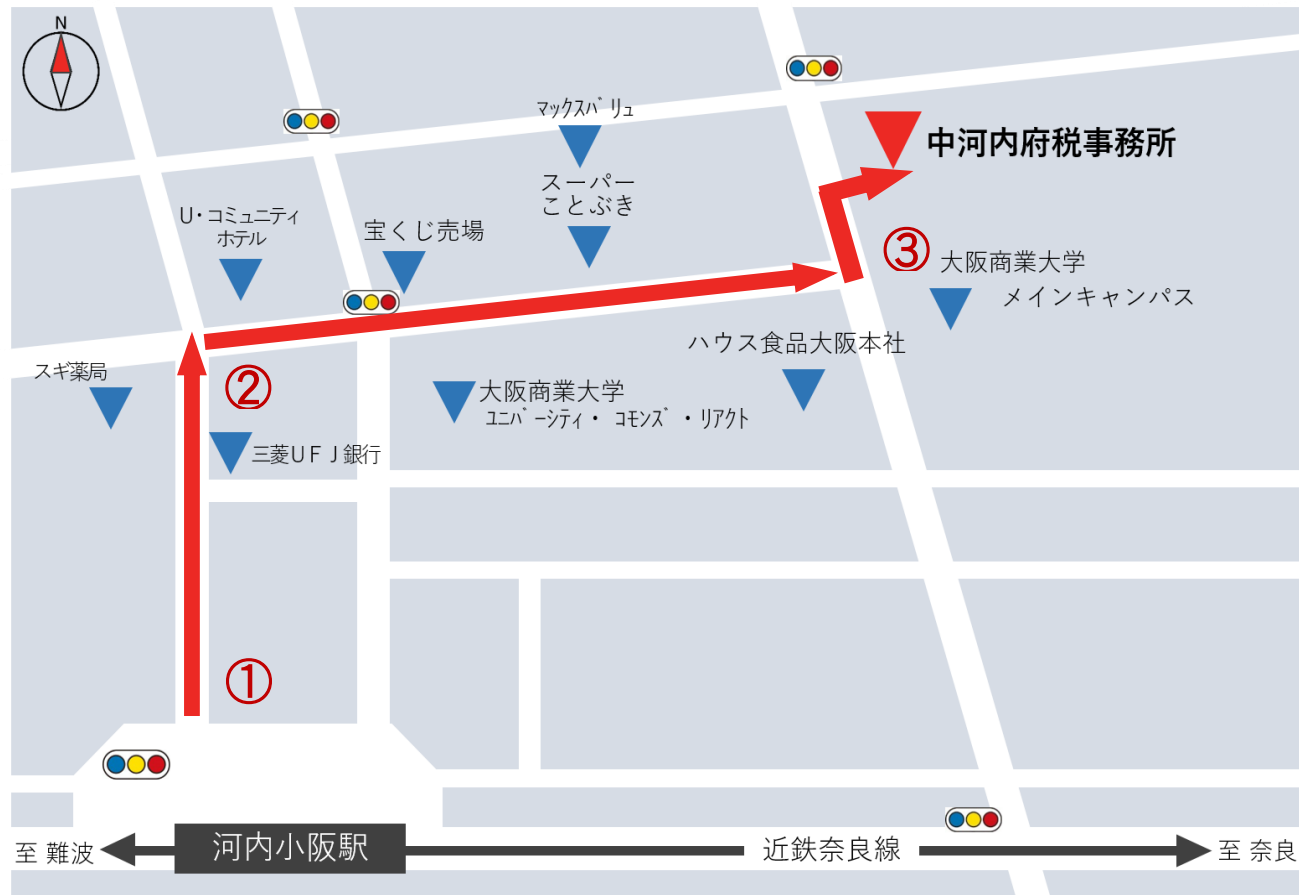 N
マックスバリュ
中河内府税事務所
スーパー
ことぶき
U・コミュニティ
ホテル
宝くじ売場
③
大阪商業大学
メインキャンパス
ハウス食品大阪本社
スギ薬局
②
大阪商業大学
ユニバーシティ・コモンズ・リアクト
三菱UFJ銀行
①
至 難波
河内小阪駅
近鉄奈良線
至 奈良